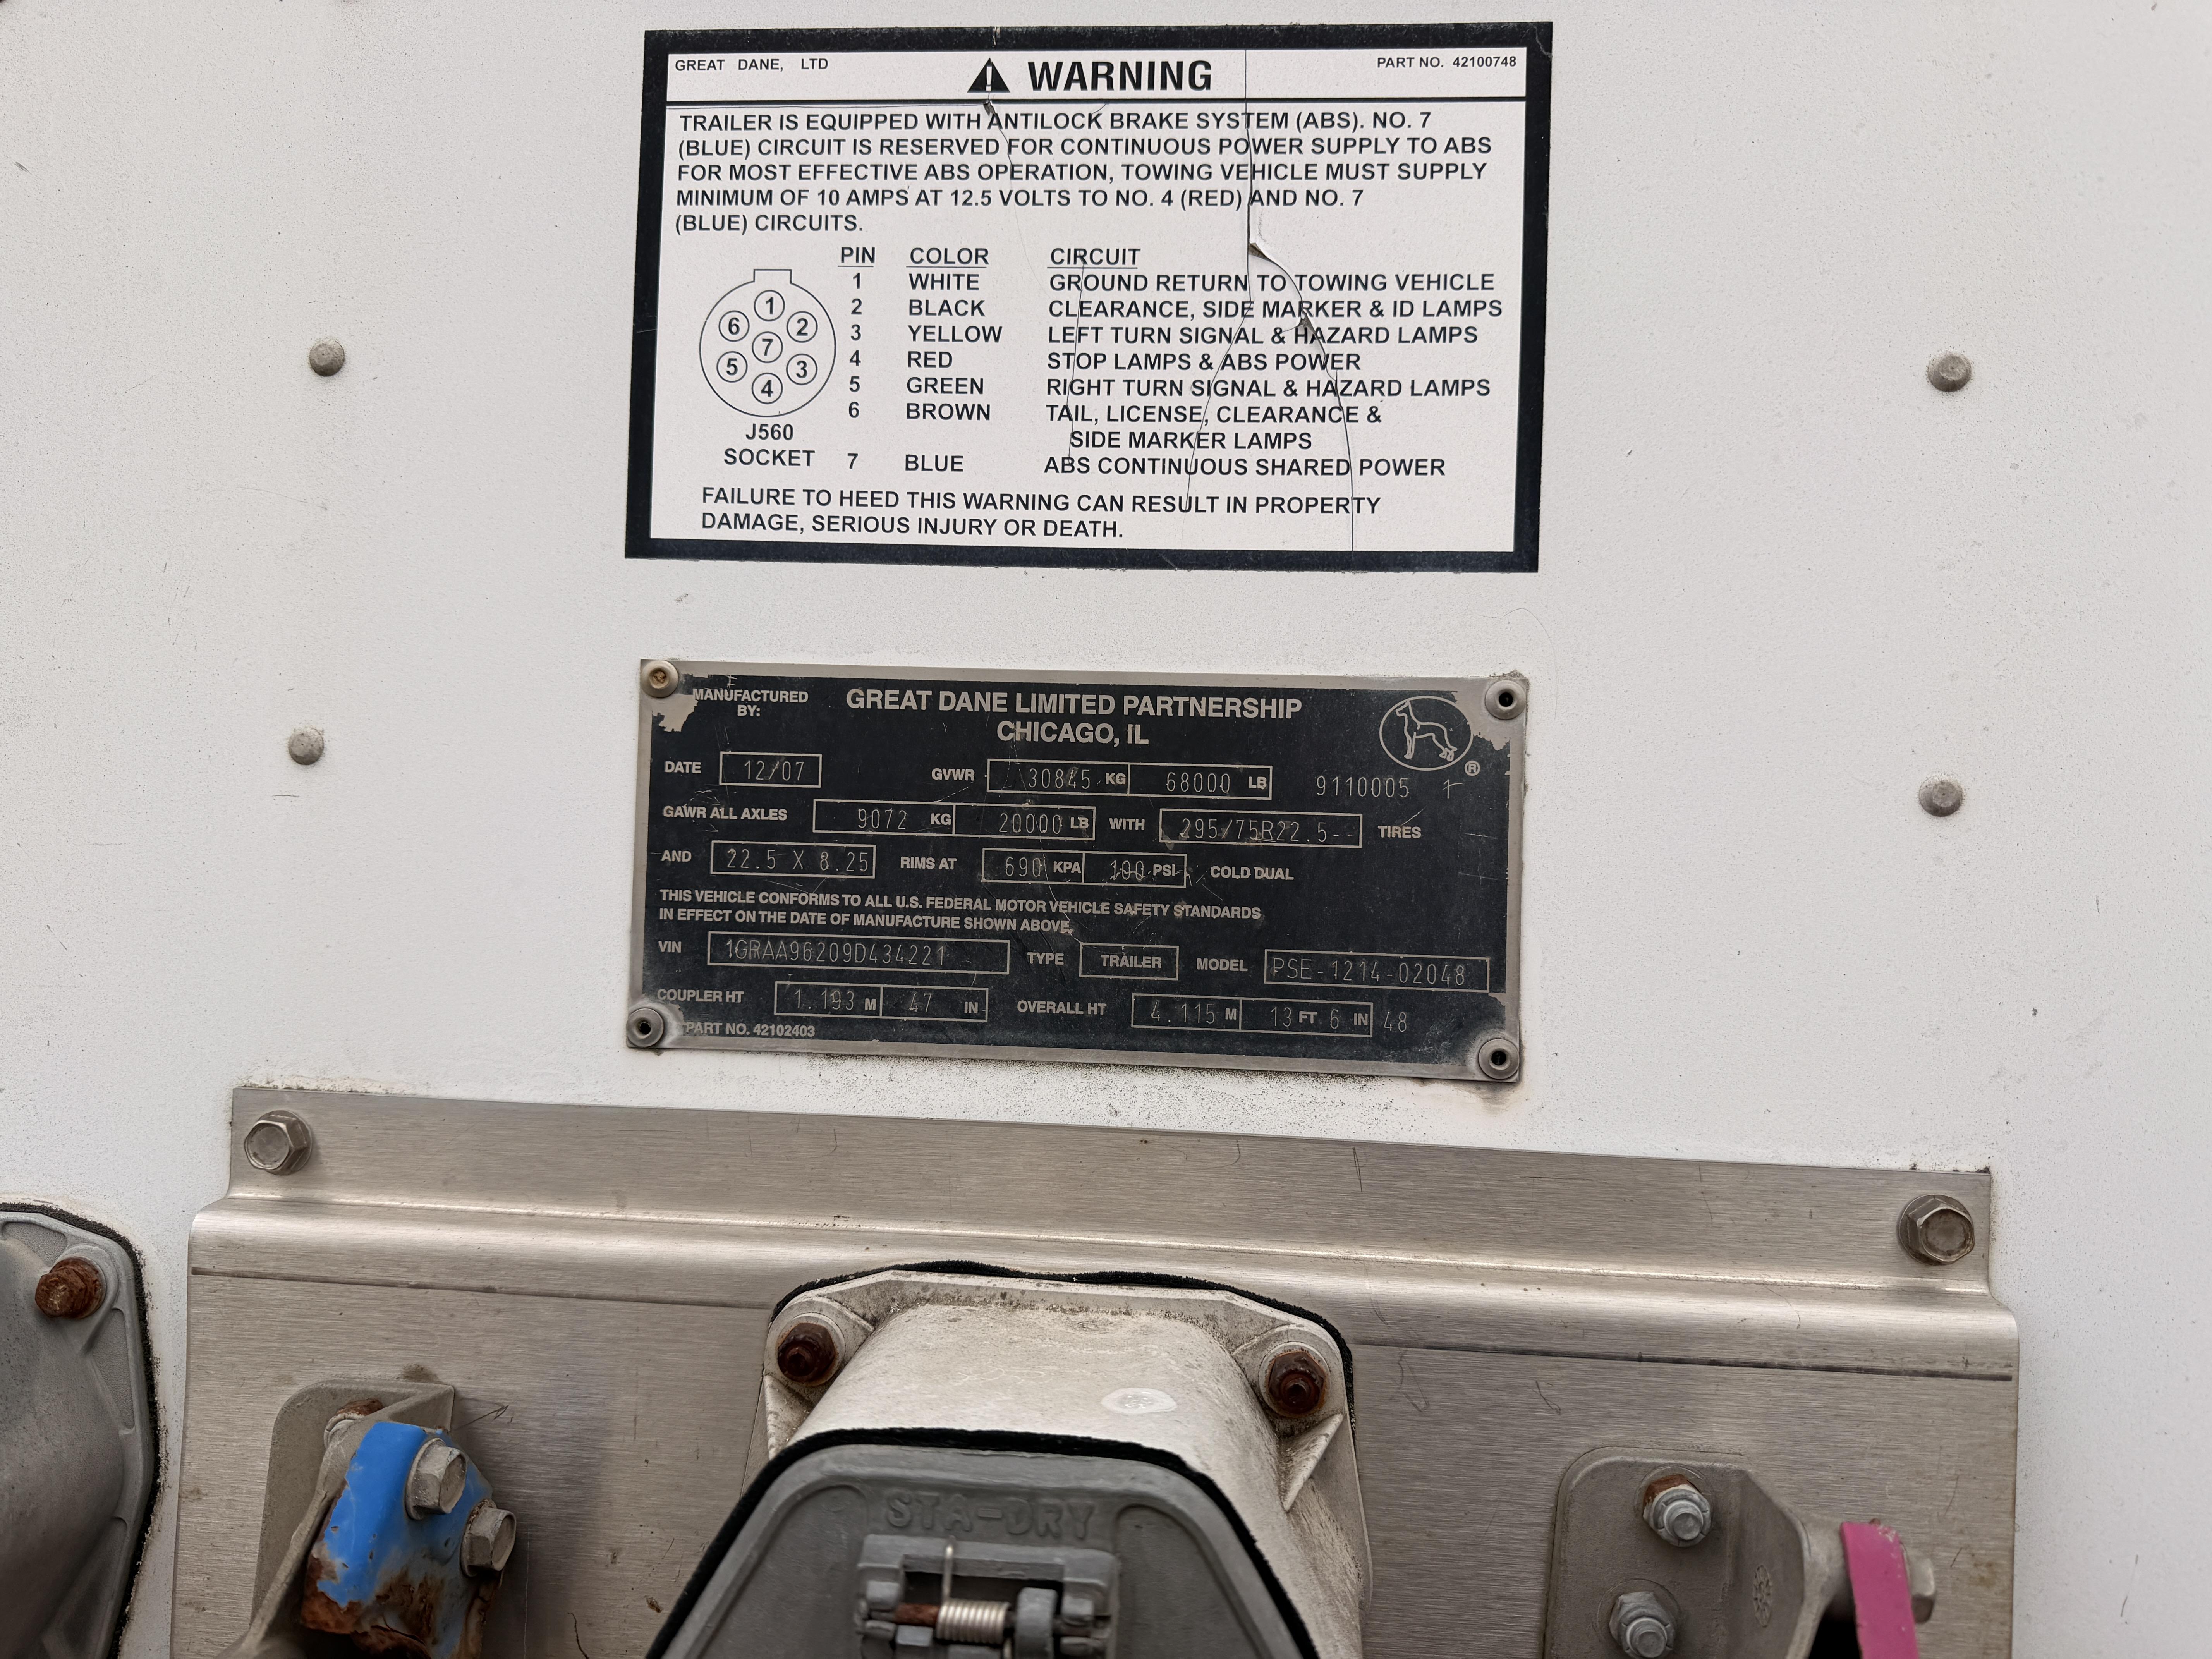 GREAT DANE, LTD
WARNING
PART NO. 42100748
TRAILER IS EQUIPPED WITH ANTILOCK BRAKE SYSTEM (ABS). NO. 7
(BLUE) CIRCUIT IS RESERVED FOR CONTINUOUS POWER SUPPLY TO ABS
FOR MOST EFFECTIVE ABS OPERATION, TOWING VEHICLE MUST SUPPLY
MINIMUM OF 10 AMPS AT 12.5 VOLTS TO NO. 4 (RED) AND NO. 7
(BLUE) CIRCUITS.
PIN COLOR CIRCUIT
1 WHITE GROUND RETURN TO TOWING VEHICLE
2 BLACK CLEARANCE, SIDE MARKER & ID LAMPS
3 YELLOW LEFT TURN SIGNAL & HAZARD LAMPS
4 RED STOP LAMPS & ABS POWER
5 GREEN RIGHT TURN SIGNAL & HAZARD LAMPS
6 BROWN TAIL, LICENSE, CLEARANCE &
SIDE MARKER LAMPS
7 BLUE ABS CONTINUOUS SHARED POWER
1
6 2
7
5 3
4
J560
SOCKET
FAILURE TO HEED THIS WARNING CAN RESULT IN PROPERTY
DAMAGE, SERIOUS INJURY OR DEATH.
MANUFACTURED
BY:
GREAT DANE LIMITED PARTNERSHIP
CHICAGO, IL
®
DATE 12/07 GVWR 30845 KG 68000 LB 9110005
GAWR ALL AXLES 9072 KG 20000 LB WITH 295/75R22.5-- TIRES
AND 22.5 X 8.25 RIMS AT 690 KPA 100 PSI COLD DUAL
THIS VEHICLE CONFORMS TO ALL U.S. FEDERAL MOTOR VEHICLE SAFETY STANDARDS
IN EFFECT ON THE DATE OF MANUFACTURE SHOWN ABOVE.
VIN 1GRAA96209D434221 TYPE TRAILER MODEL PSE-1214-02048
COUPLER HT 1.193 M 47 IN OVERALL HT 4.115 M 13 FT 6 IN 48
PART NO. 42102403
STA-DRY